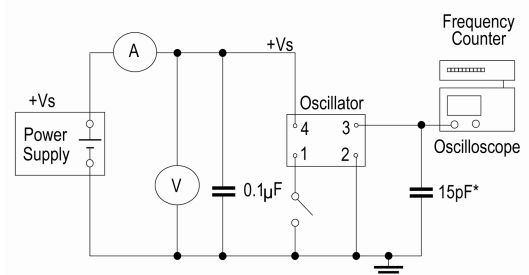 Frequency
Counter
A
+Vs
+Vs
Oscillator
Power
Supply
4
3
1
2
Oscilloscope
V
0.1µF
15pF*